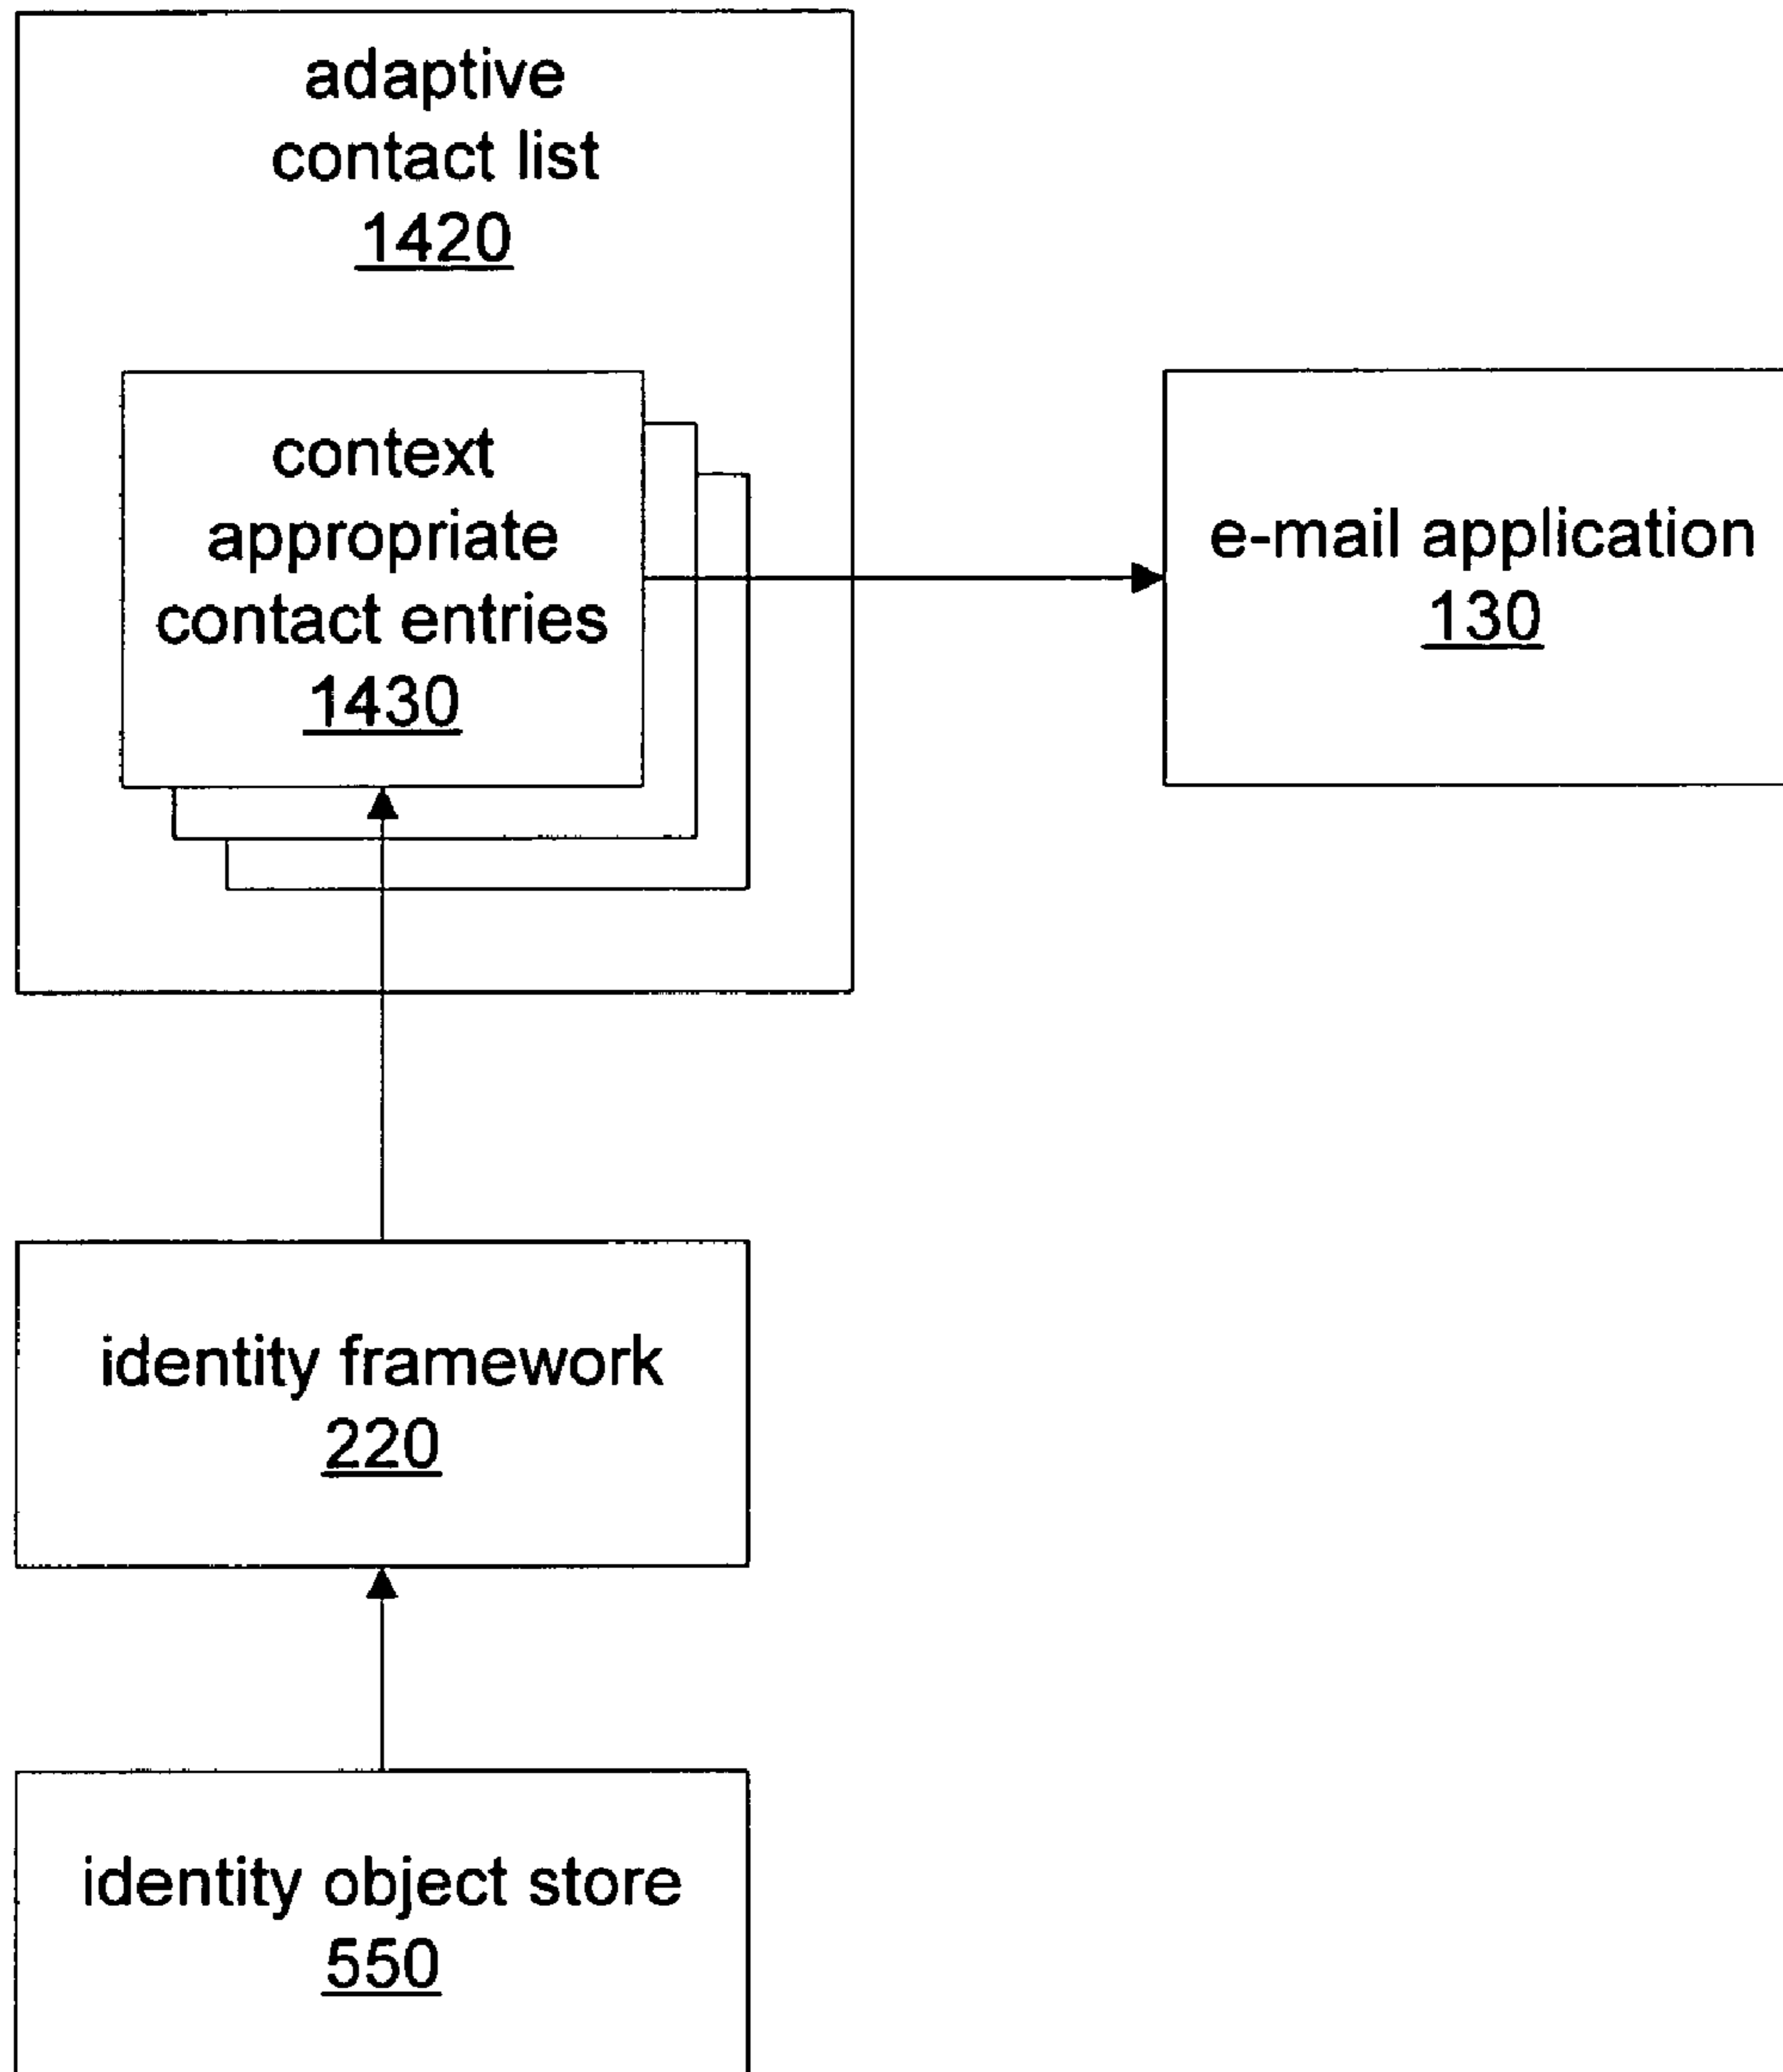 adaptive
contact list
1420
context
appropriate
contact entries
1430
e-mail application
130
identity framework
220
identity object store
550